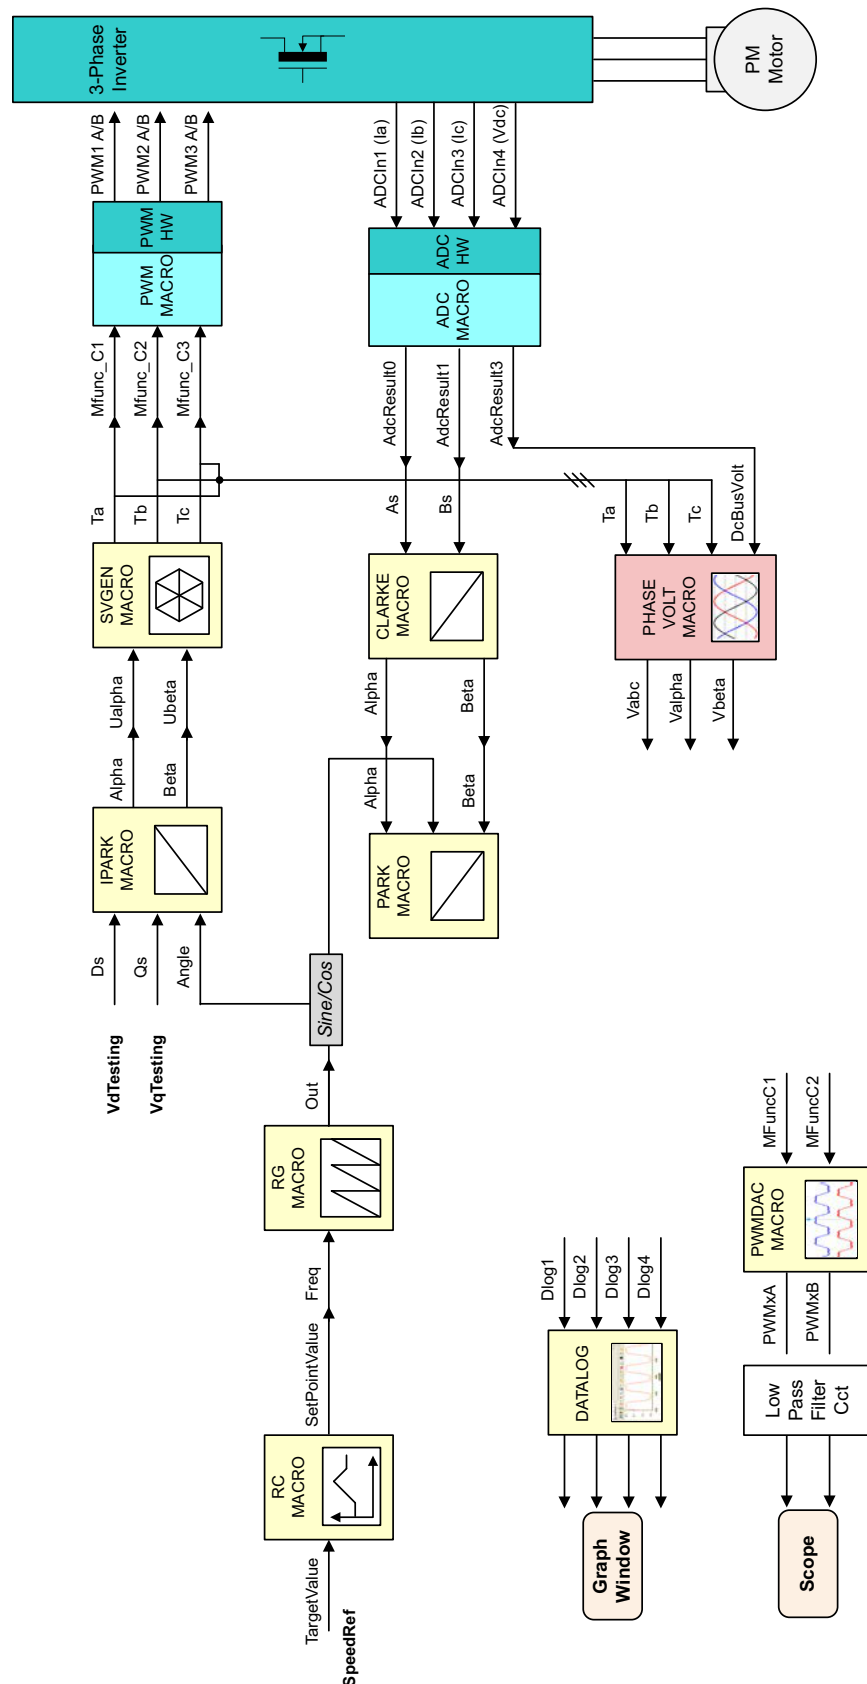 3-Phase
Inverter
PM
Motor
PWM1 A/B
PWM2 A/B
PWM3 A/B
ADCIn1 (Ia)
ADCIn2 (Ib)
ADCIn3 (Ic)
ADCIn4 (Vdc)
PWM
MACRO
PWM
HW
ADC
MACRO
ADC
HW
Mfunc_C1
Mfunc_C2
Mfunc_C3
AdcResult0
AdcResult1
AdcResult3
Ta
Tb
Tc
As
Bs
Ta
Tb
Tc
DcBusVolt
SVGEN
MACRO
CLARKE
MACRO
PHASE
VOLT
MACRO
Ualpha
Ubeta
Alpha
Beta
Vabc
Valpha
Vbeta
Alpha
Beta
Alpha
Beta
IPARK
MACRO
PARK
MACRO
Ds
Qs
Angle
VdTesting
VqTesting
Sine/Cos
Out
RG
MACRO
Freq
SetPointValue
RC
MACRO
TargetValue
SpeedRef
Dlog1
Dlog2
Dlog3
Dlog4
DATALOG
Graph
Window
MFuncC1
MFuncC2
PWMDAC
MACRO
PWMxA
PWMxB
Low
Pass
Filter
Cct
Scope